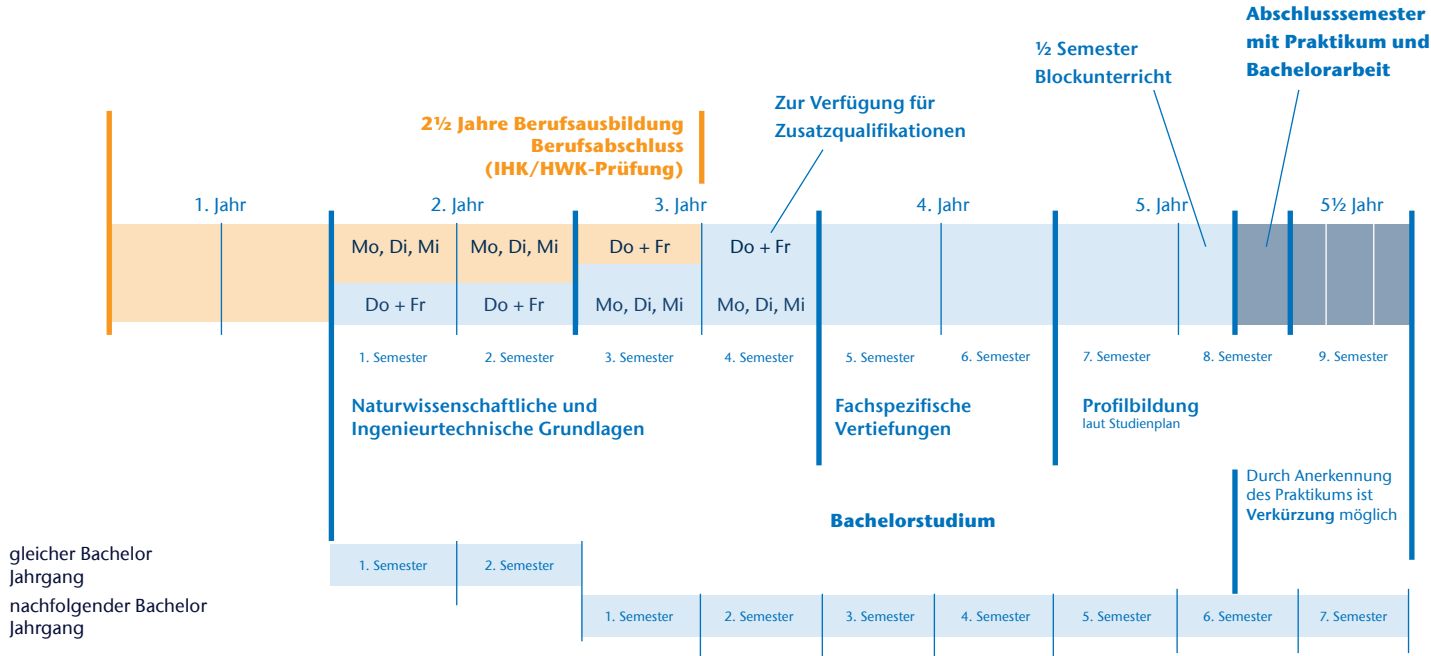 Abschlusssemester
mit Praktikum und
Bachelorarbeit
½ Semester
Blockunterricht
Zur Verfügung für
Zusatzqualifikationen
2½ Jahre Berufsausbildung
Berufsabschluss
(IHK/HWK-Prüfung)
1. Jahr 2. Jahr 3. Jahr 4. Jahr 5. Jahr 5½ Jahr
Mo, Di, Mi Mo, Di, Mi Do + Fr Do + Fr
Do + Fr Do + Fr Mo, Di, Mi Mo, Di, Mi
1. Semester 2. Semester 3. Semester 4. Semester 5. Semester 6. Semester 7. Semester 8. Semester 9. Semester
Naturwissenschaftliche und
Ingenieurtechnische Grundlagen
Fachspezifische
Vertiefungen
Profilbildung
laut Studienplan
Durch Anerkennung
des Praktikums ist
Verkürzung möglich
Bachelorstudium
gleicher Bachelor
Jahrgang
1. Semester 2. Semester
nachfolgender Bachelor
Jahrgang
1. Semester 2. Semester 3. Semester 4. Semester 5. Semester 6. Semester 7. Semester